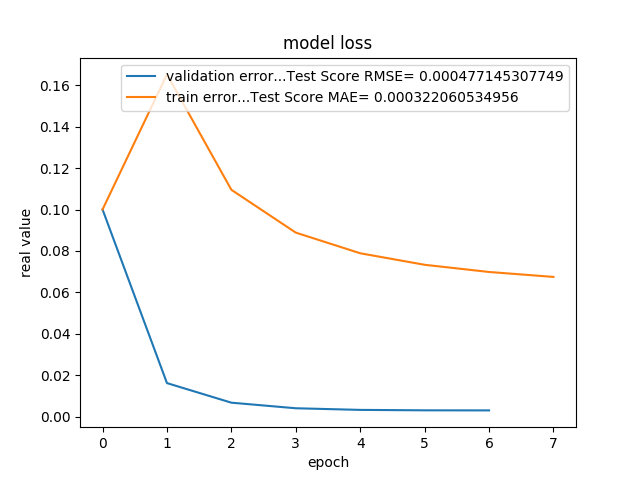 model loss
validation error...Test Score RMSE= 0.000477145307749
train error...Test Score MAE= 0.000322060534956
0.16
0.14
0.12
0.10
0.08
0.06
0.04
0.02
0.00
real value
0 1 2 3 4 5 6 7
epoch